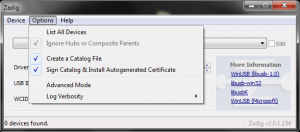 Zadig
Device Options Help
List All Devices
Ignore Hubs or Composite Parents
Edit
Create a Catalog File
Sign Catalog & Install Autogenerated Certificate
Advanced Mode
Log Verbosity
Driver
USB
WCID
More Information
WinUSB (libusb-1.0)
libusb-win32
libusbK
WinUSB (Microsoft)
0 devices found.
Zadig v2.0.1.154